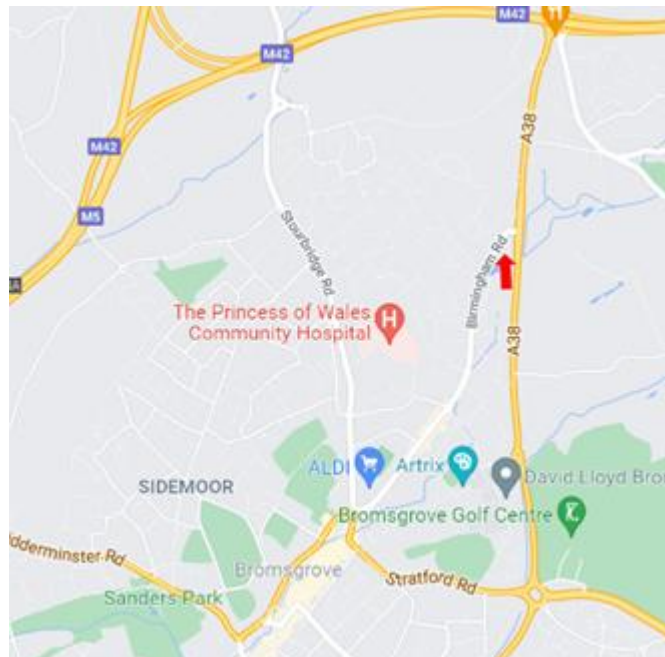 M42
M42
M42
M5
A38
Stourbridge Rd
Birmingham Rd
The Princess of Wales
Community Hospital
H
A38
ALDI
Artrix
David Lloyd Bro
SIDEMOOR
Bromsgrove Golf Centre
idderminster Rd
Bromsgrove
Stratford Rd
Sanders Park